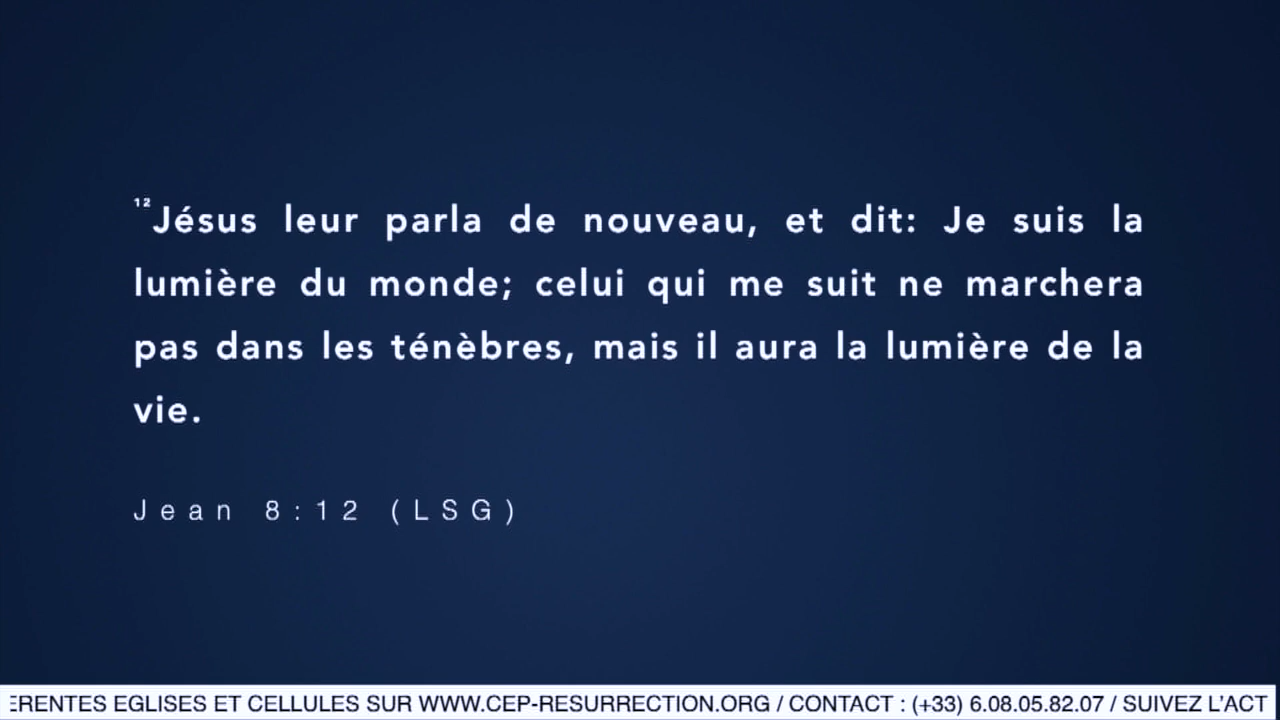 ¹²Jésus leur parla de nouveau, et dit: Je suis la
lumière du monde; celui qui me suit ne marchera
pas dans les ténèbres, mais il aura la lumière de la
vie.
Jean 8:12 (LSG)
ERENTES EGLISES ET CELLULES SUR WWW.CEP-RESURRECTION.ORG / CONTACT : (+33) 6.08.05.82.07 / SUIVEZ L'ACT